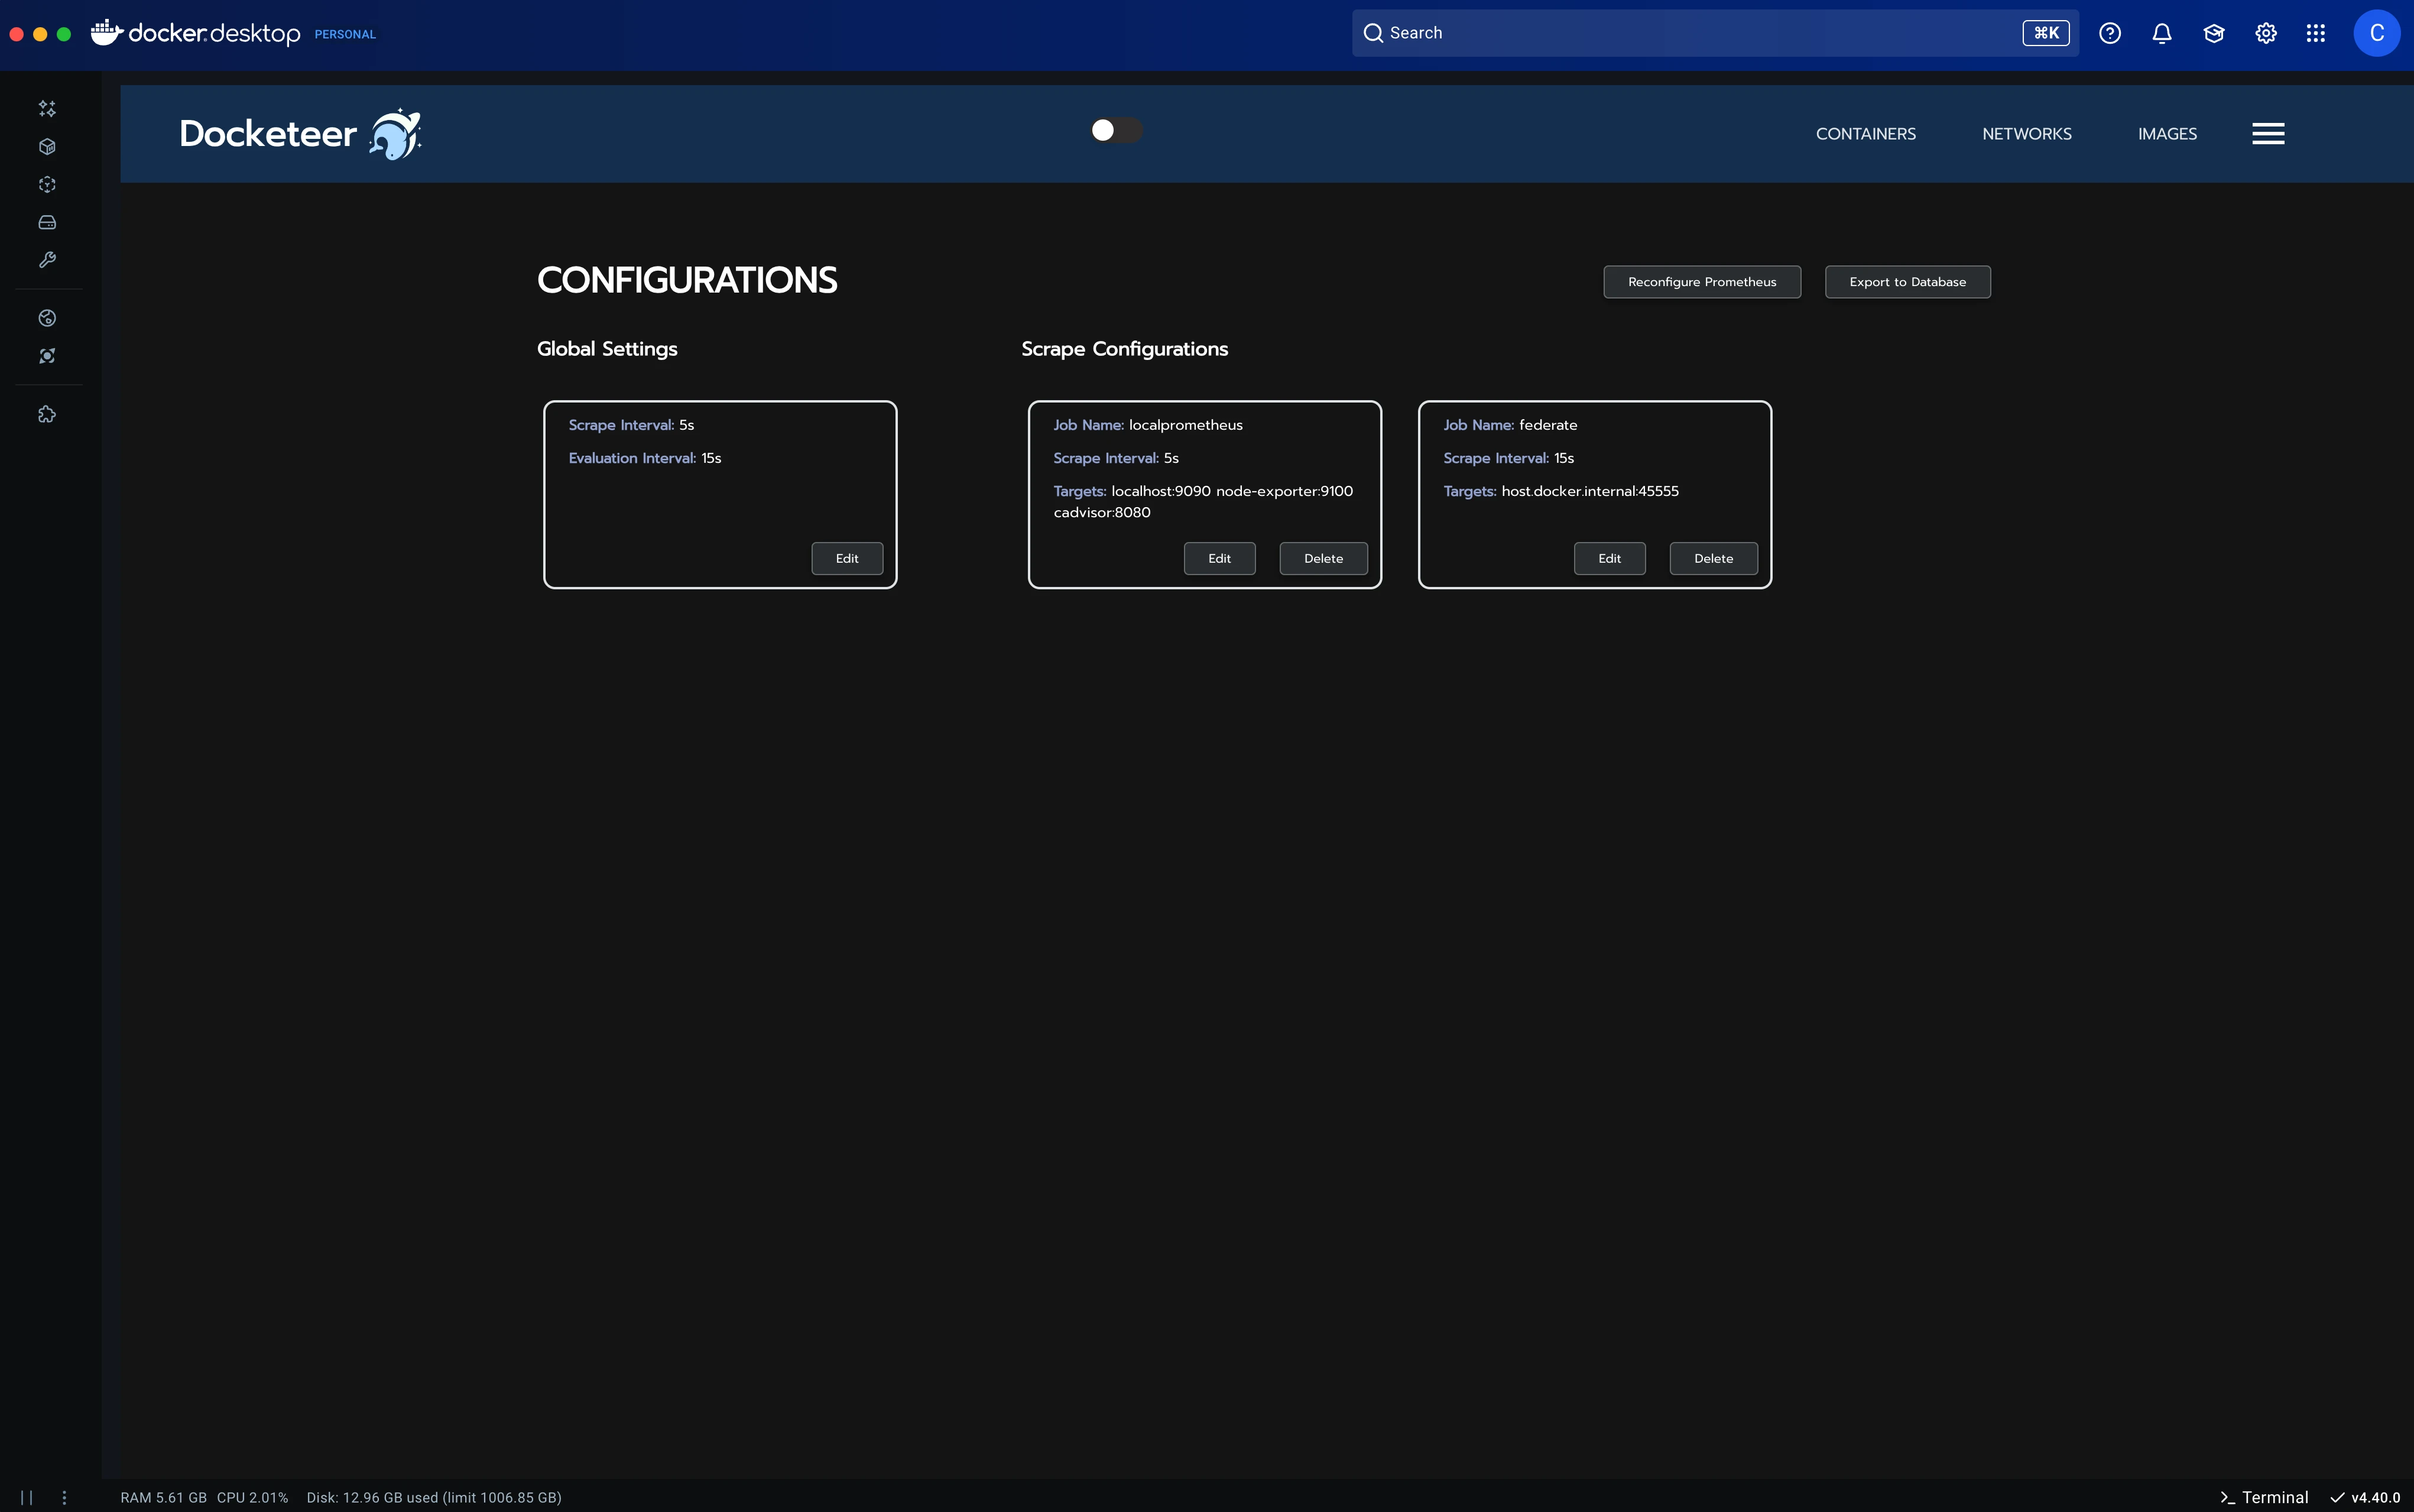 docker.desktop PERSONAL
Search ⌘K
C
Docketeer
CONTAINERS NETWORKS IMAGES
CONFIGURATIONS
Reconfigure Prometheus Export to Database
Global Settings
Scrape Interval: 5s
Evaluation Interval: 15s
Edit
Scrape Configurations
Job Name: localprometheus
Scrape Interval: 5s
Targets: localhost:9090 node-exporter:9100
cadvisor:8080
Edit Delete
Job Name: federate
Scrape Interval: 15s
Targets: host.docker.internal:45555
Edit Delete
RAM 5.61 GB CPU 2.01% Disk: 12.96 GB used (limit 1006.85 GB)
Terminal v4.40.0